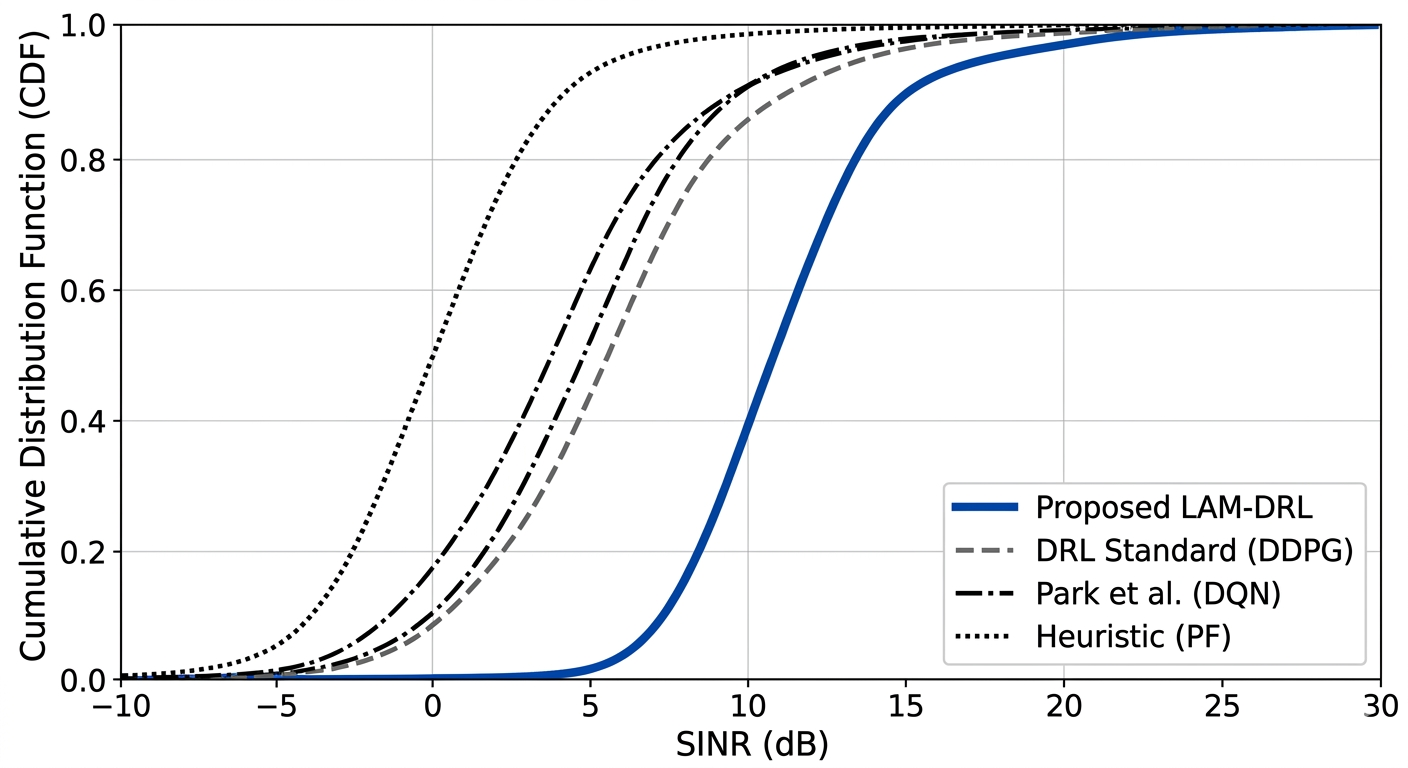 Cumulative Distribution Function (CDF)
1.0
0.8
0.6
0.4
0.2
0.0
−10 −5 0 5 10 15 20 25 30
SINR (dB)
Proposed LAM-DRL
DRL Standard (DDPG)
Park et al. (DQN)
Heuristic (PF)